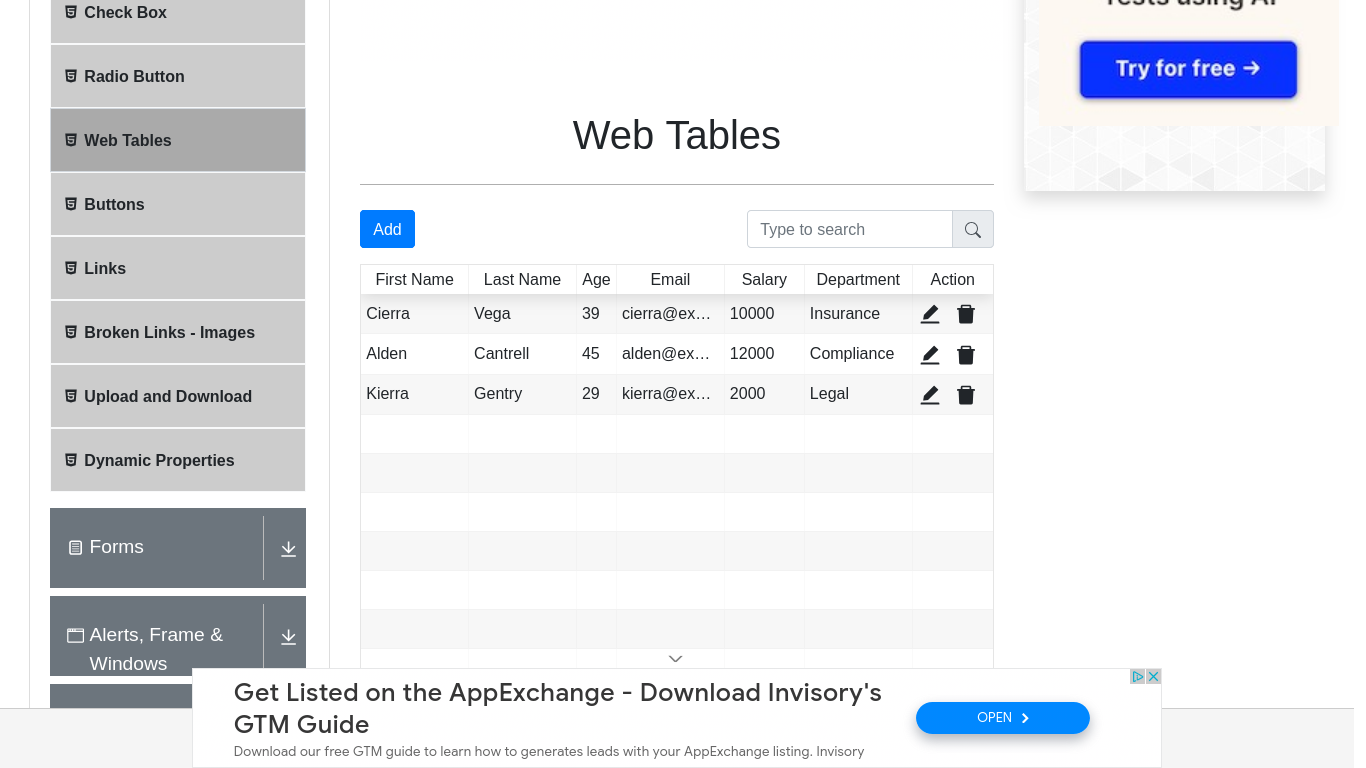 Check Box
Radio Button
Web Tables
Buttons
Links
Broken Links - Images
Upload and Download
Dynamic Properties
Forms
Alerts, Frame &
Windows
Web Tables
Add
Type to search
First Name Last Name Age Email Salary Department Action
Cierra Vega 39 cierra@ex... 10000 Insurance
Alden Cantrell 45 alden@ex... 12000 Compliance
Kierra Gentry 29 kierra@ex... 2000 Legal
Tests using AI
Try for free →
Get Listed on the AppExchange - Download Invisory's
GTM Guide
Download our free GTM guide to learn how to generates leads with your AppExchange listing. Invisory
OPEN